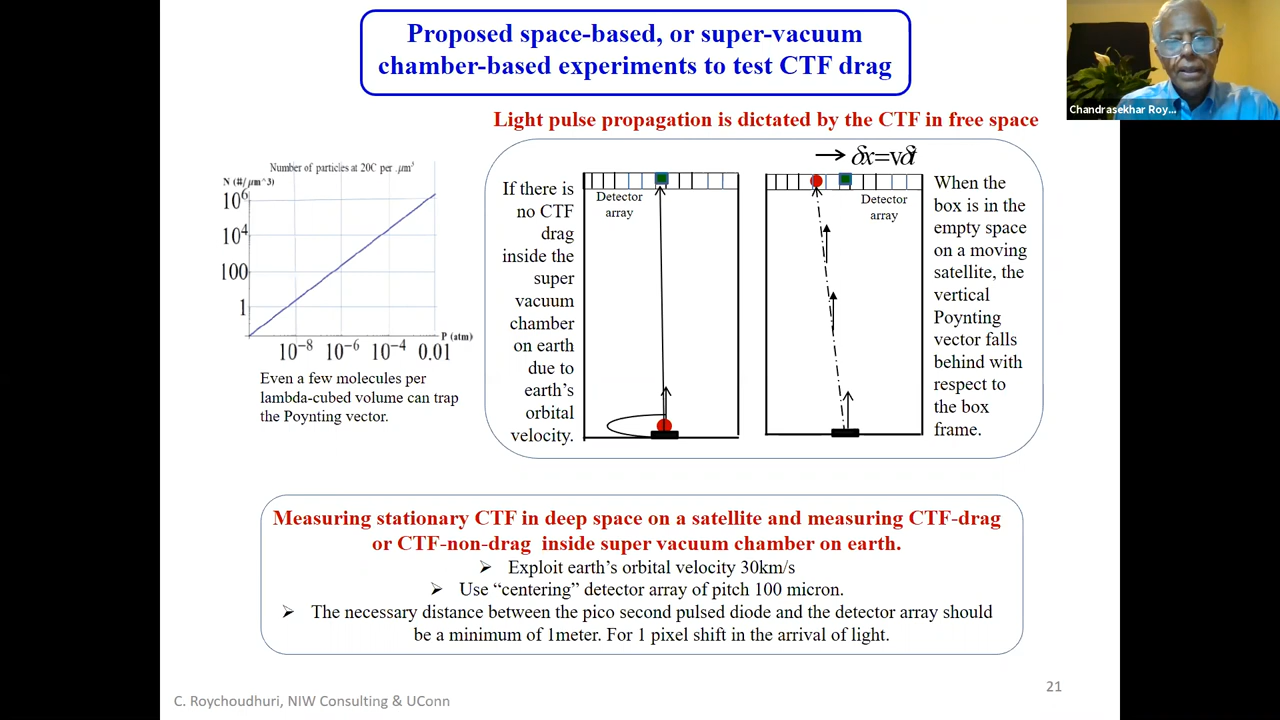 Proposed space-based, or super-vacuum
chamber-based experiments to test CTF drag
Chandrasekhar Roy...
Light pulse propagation is dictated by the CTF in free space
Number of particles at 20C per .μm³
N (#/μm^3)
10⁶
10⁴
100
1
P (atm)
10⁻⁸ 10⁻⁶ 10⁻⁴ 0.01
Even a few molecules per
lambda-cubed volume can trap
the Poynting vector.
If there is
no CTF
drag
inside the
super
vacuum
chamber
on earth
due to
earth's
orbital
velocity.
Detector
array
δx=vδt
Detector
array
When the
box is in the
empty space
on a moving
satellite, the
vertical
Poynting
vector falls
behind with
respect to
the box
frame.
Measuring stationary CTF in deep space on a satellite and measuring CTF-drag
or CTF-non-drag inside super vacuum chamber on earth.
➢ Exploit earth's orbital velocity 30km/s
➢ Use “centering” detector array of pitch 100 micron.
➢ The necessary distance between the pico second pulsed diode and the detector array should
be a minimum of 1meter. For 1 pixel shift in the arrival of light.
C. Roychoudhuri, NIW Consulting & UConn
21